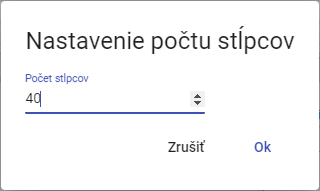 Nastavenie počtu stĺpcov
Počet stĺpcov
40
Zrušiť Ok